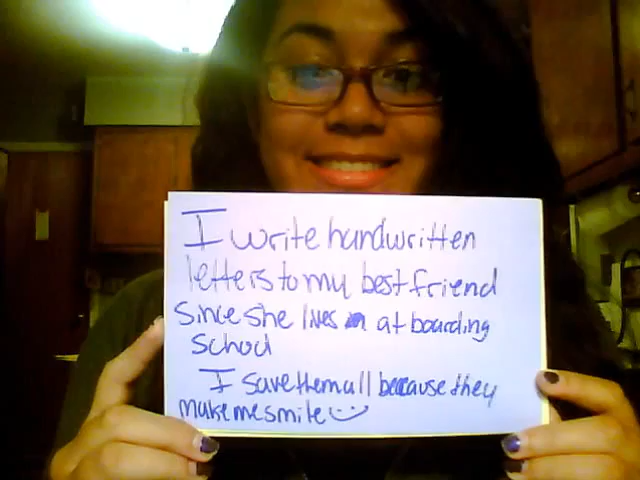 I write handwritten
letters to my best friend
since she lives at boarding
school
I save them all because they
make me smile :)